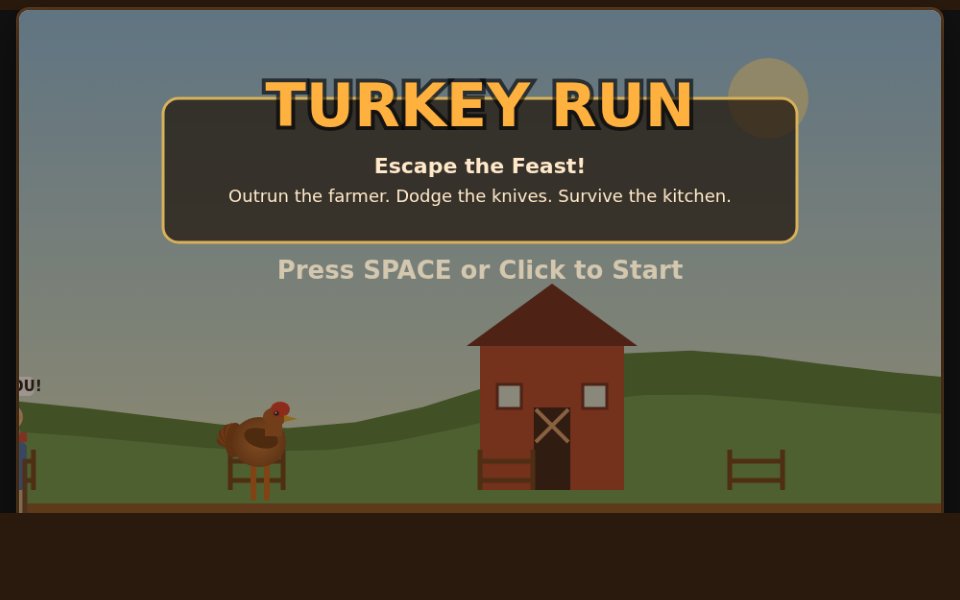 TURKEY RUN
Escape the Feast!
Outrun the farmer. Dodge the knives. Survive the kitchen.
Press SPACE or Click to Start